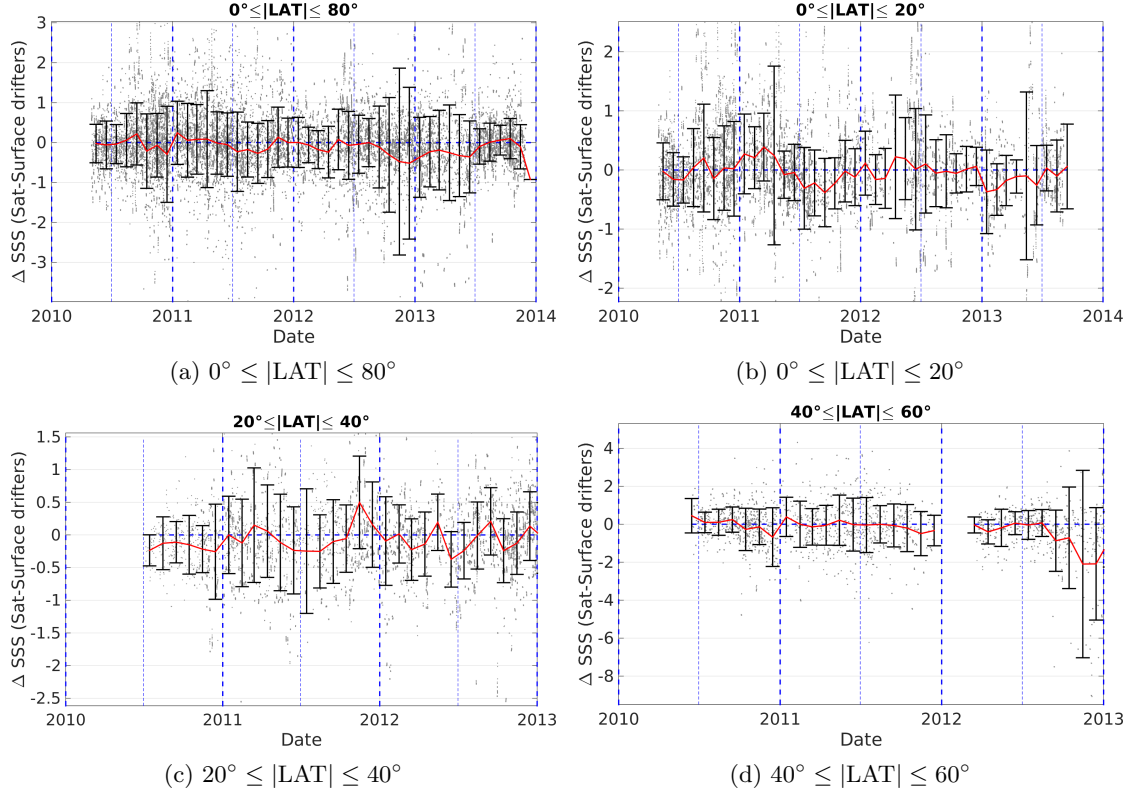 0°≤|LAT|≤ 80°
Δ SSS (Sat-Surface drifters)
3
2
1
0
-1
-2
-3
2010 2011 2012 2013 2014
Date
(a) 0° ≤ |LAT| ≤ 80°
0°≤|LAT|≤ 20°
Δ SSS (Sat-Surface drifters)
2
1
0
-1
-2
2010 2011 2012 2013 2014
Date
(b) 0° ≤ |LAT| ≤ 20°
20°≤|LAT|≤ 40°
Δ SSS (Sat-Surface drifters)
1.5
1
0.5
0
-0.5
-1
-1.5
-2
-2.5
2010 2011 2012 2013
Date
(c) 20° ≤ |LAT| ≤ 40°
40°≤|LAT|≤ 60°
Δ SSS (Sat-Surface drifters)
4
2
0
-2
-4
-6
-8
2010 2011 2012 2013
Date
(d) 40° ≤ |LAT| ≤ 60°